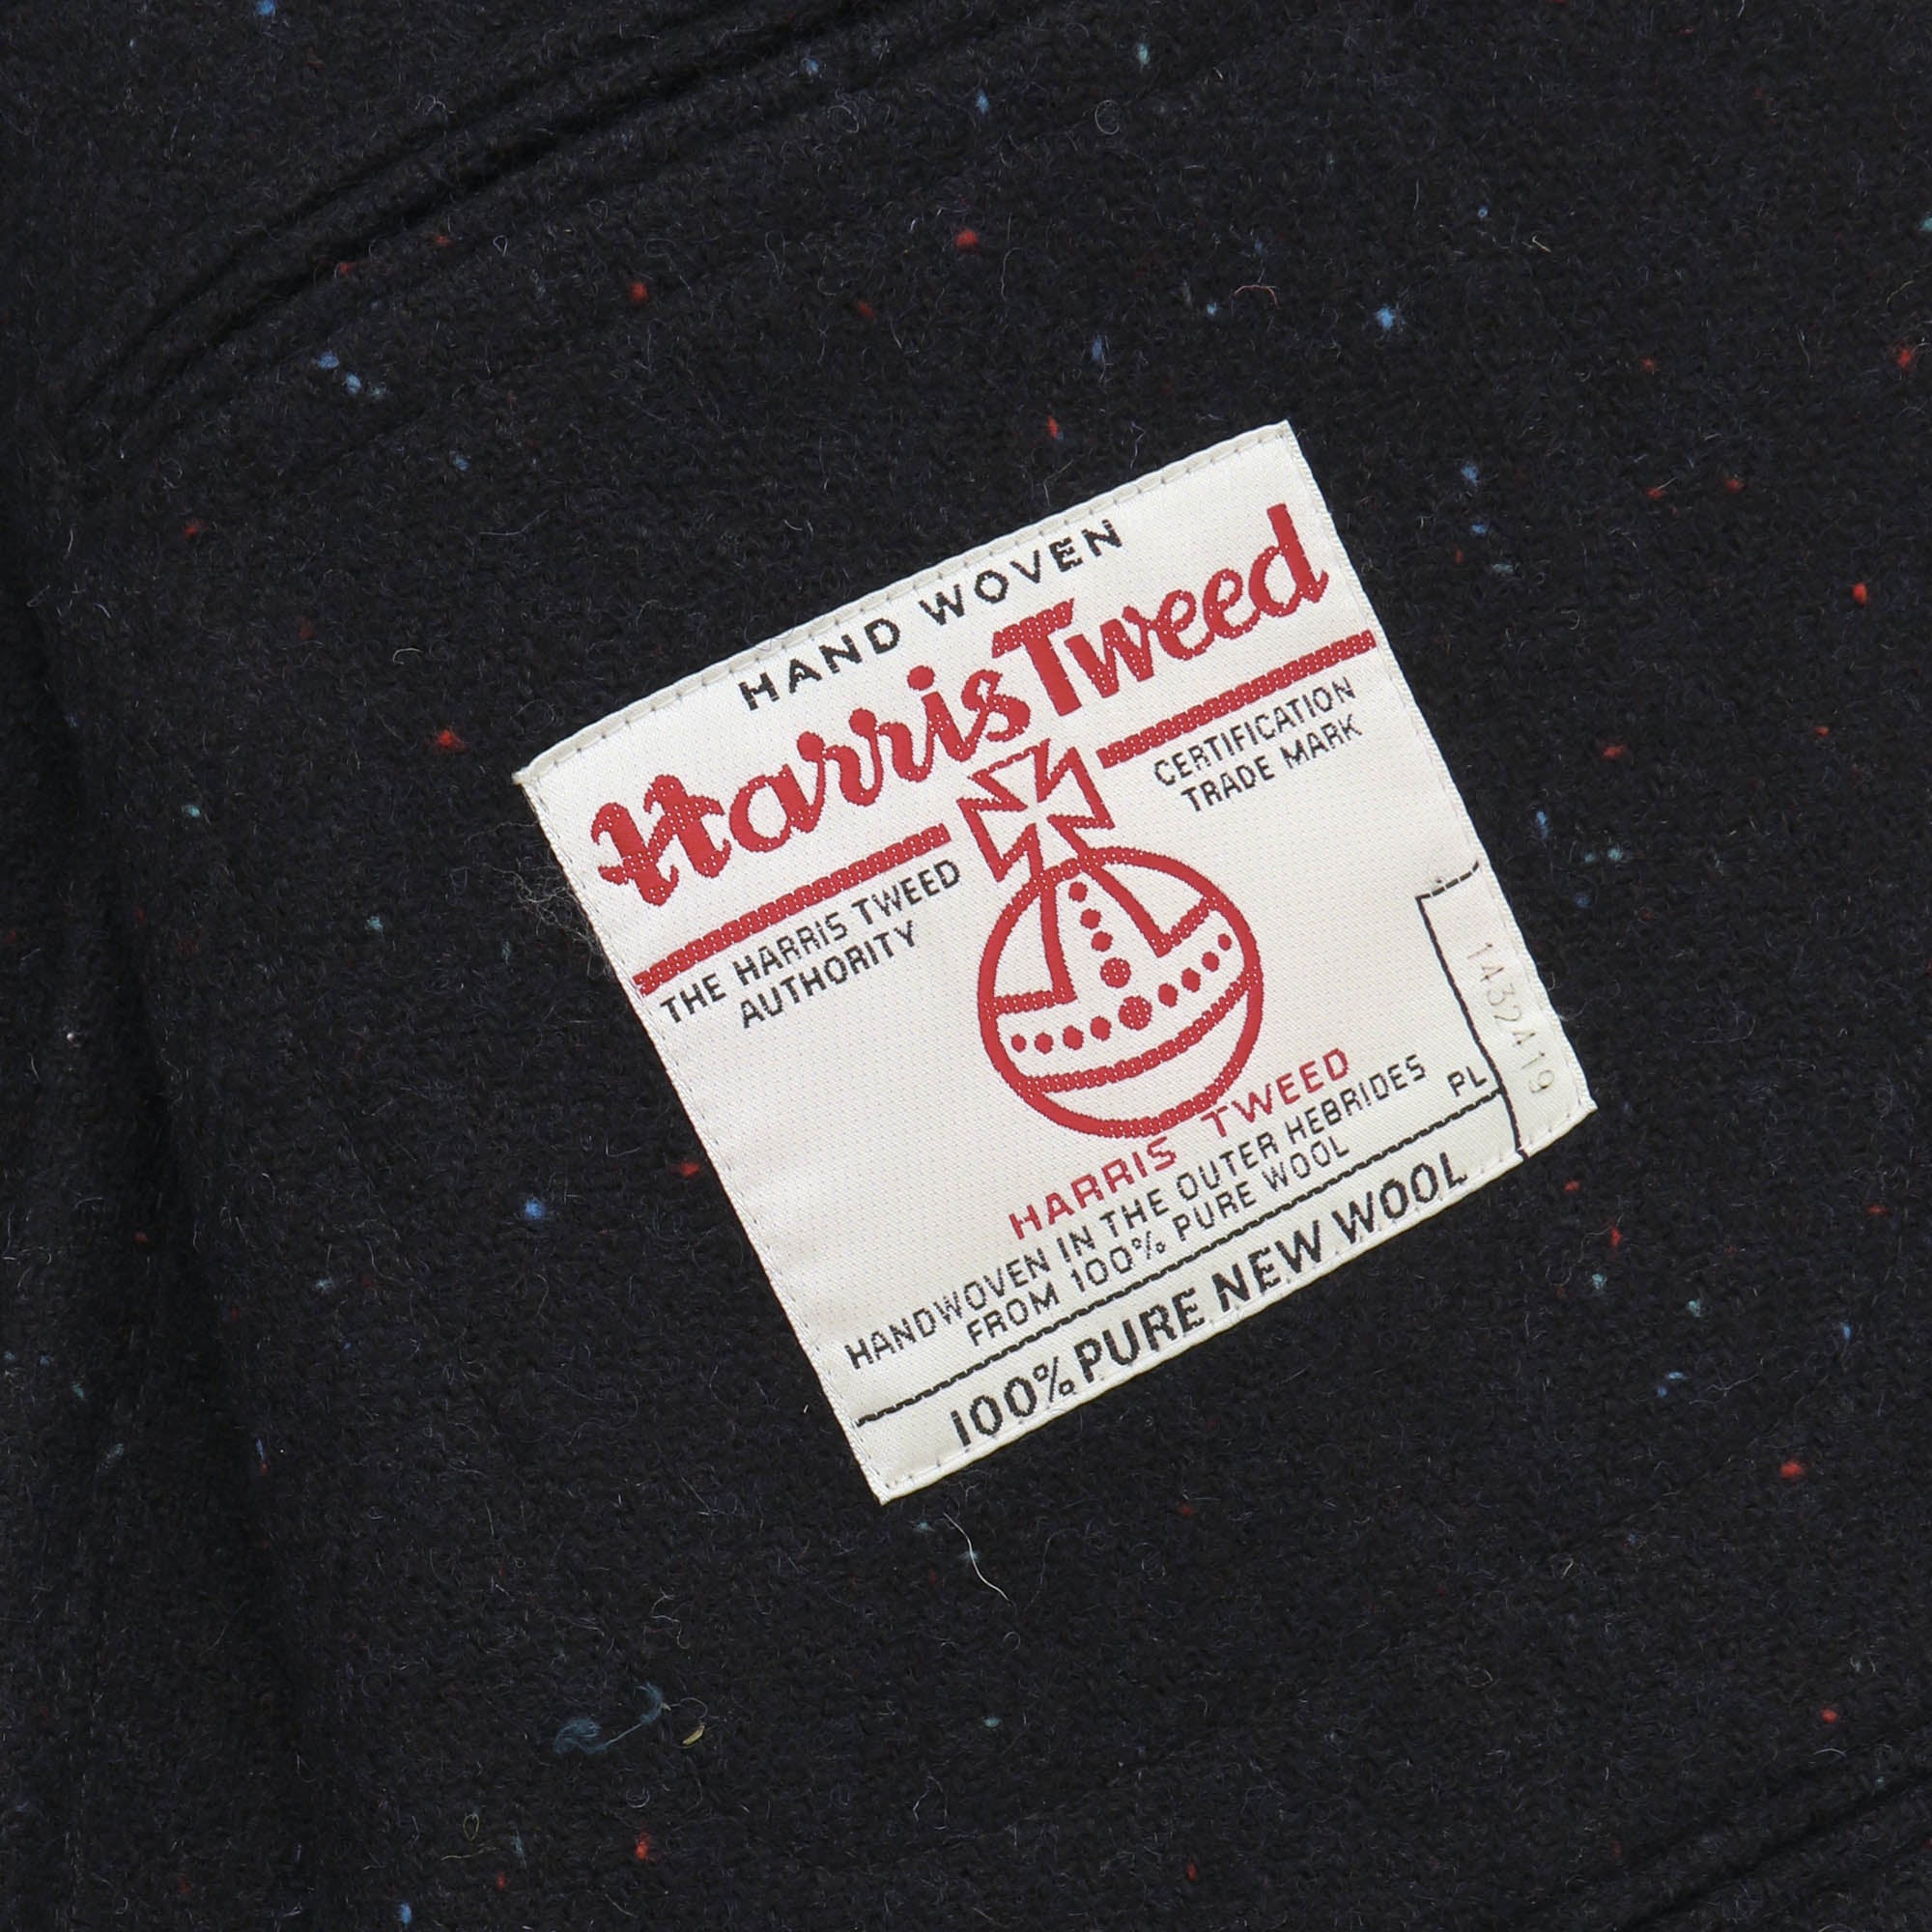 HAND WOVEN
Harris Tweed
THE HARRIS TWEED
AUTHORITY
CERTIFICATION
TRADE MARK
1432419
HARRIS TWEED
HANDWOVEN IN THE OUTER HEBRIDES
FROM 100% PURE WOOL
PL
100% PURE NEW WOOL